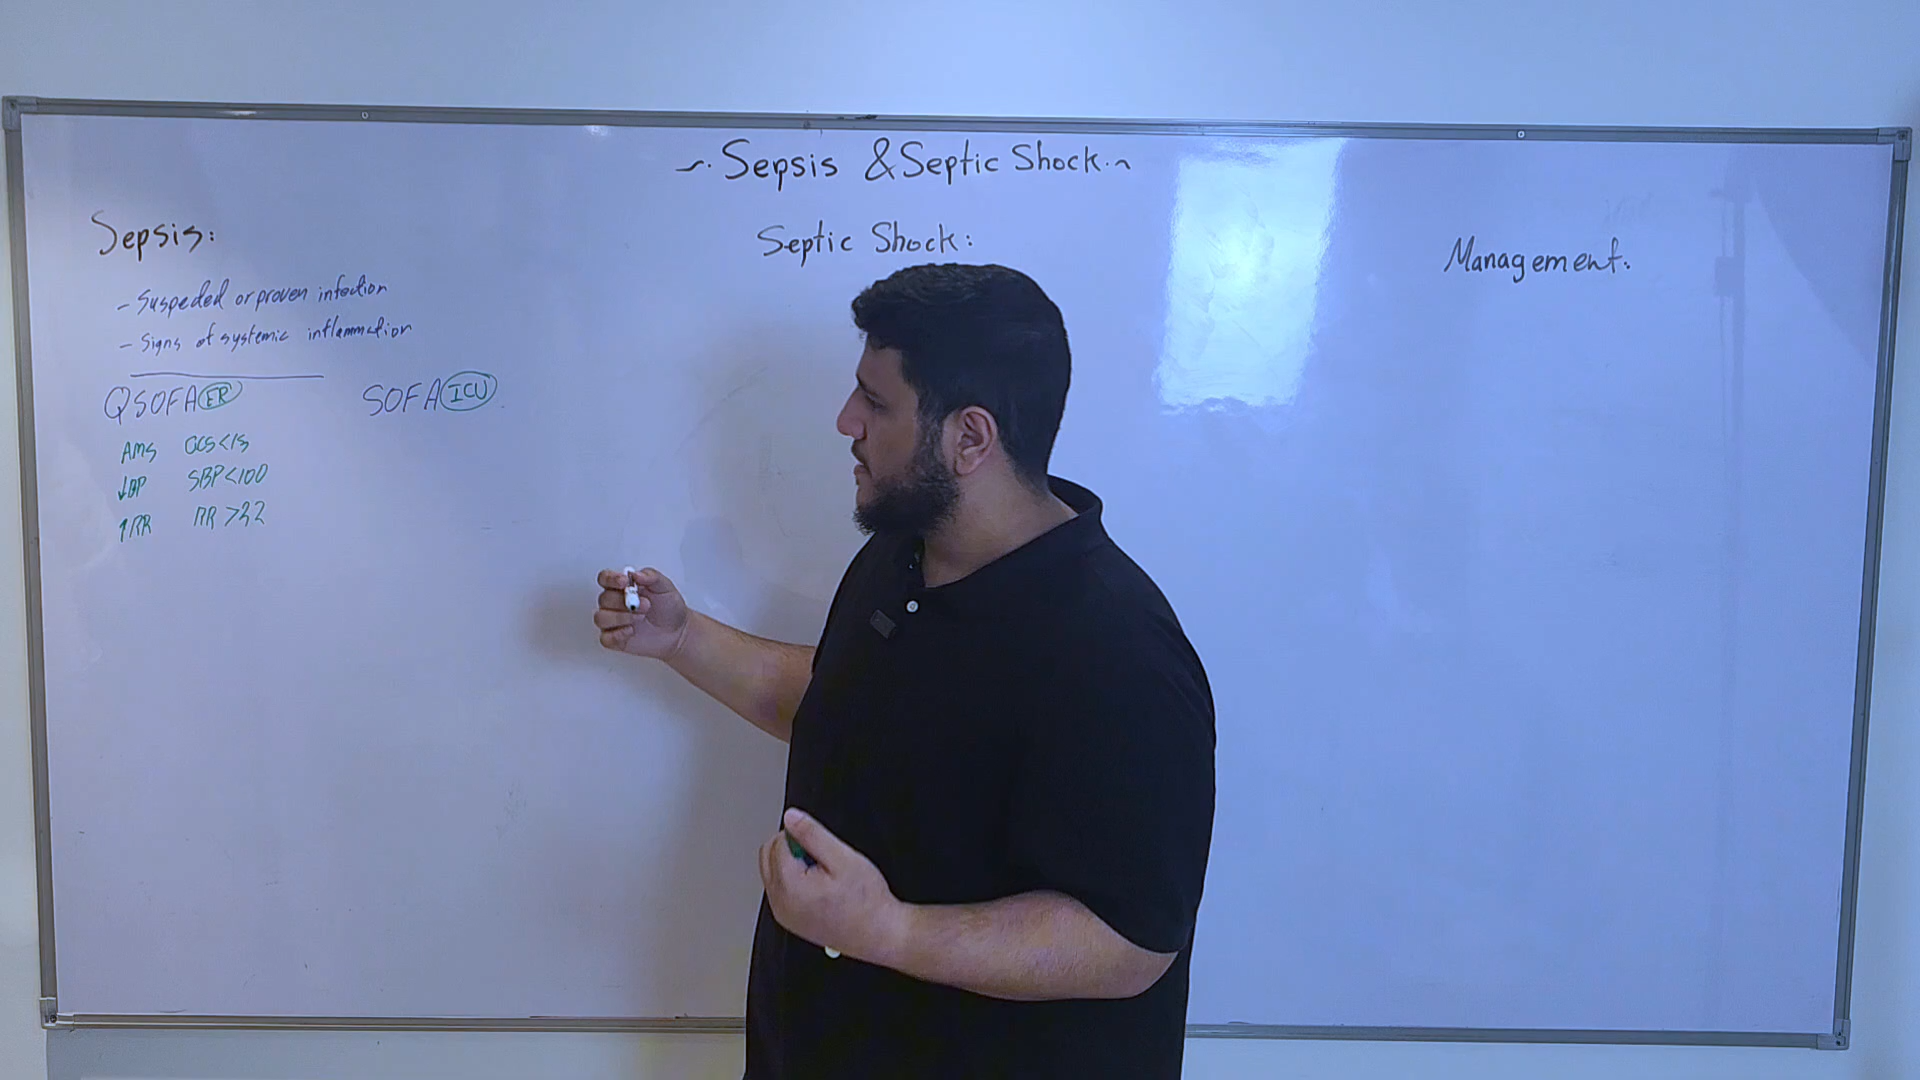 ~. Sepsis & Septic Shock. ~
Sepsis:
- Suspected or proven infection
- Signs of systemic inflammation
QSOFA ER
AMS GCS<15
↓BP SBP<100
↑RR RR >22
SOFA ICU
Septic Shock:
Management: